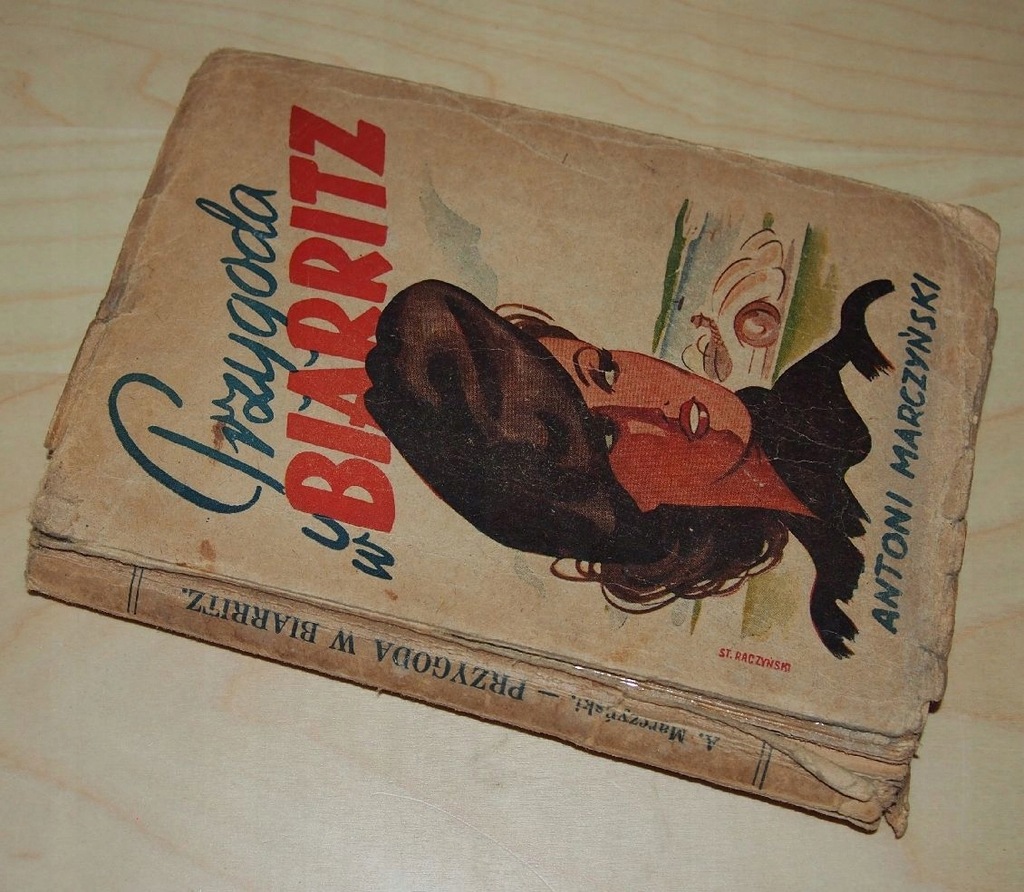 Przygoda
w BIARRITZ
ANTONI MARCZYŃSKI
ST. RACZYŃSKI
A. Marczyński. — PRZYGODA W BIARRITZ.